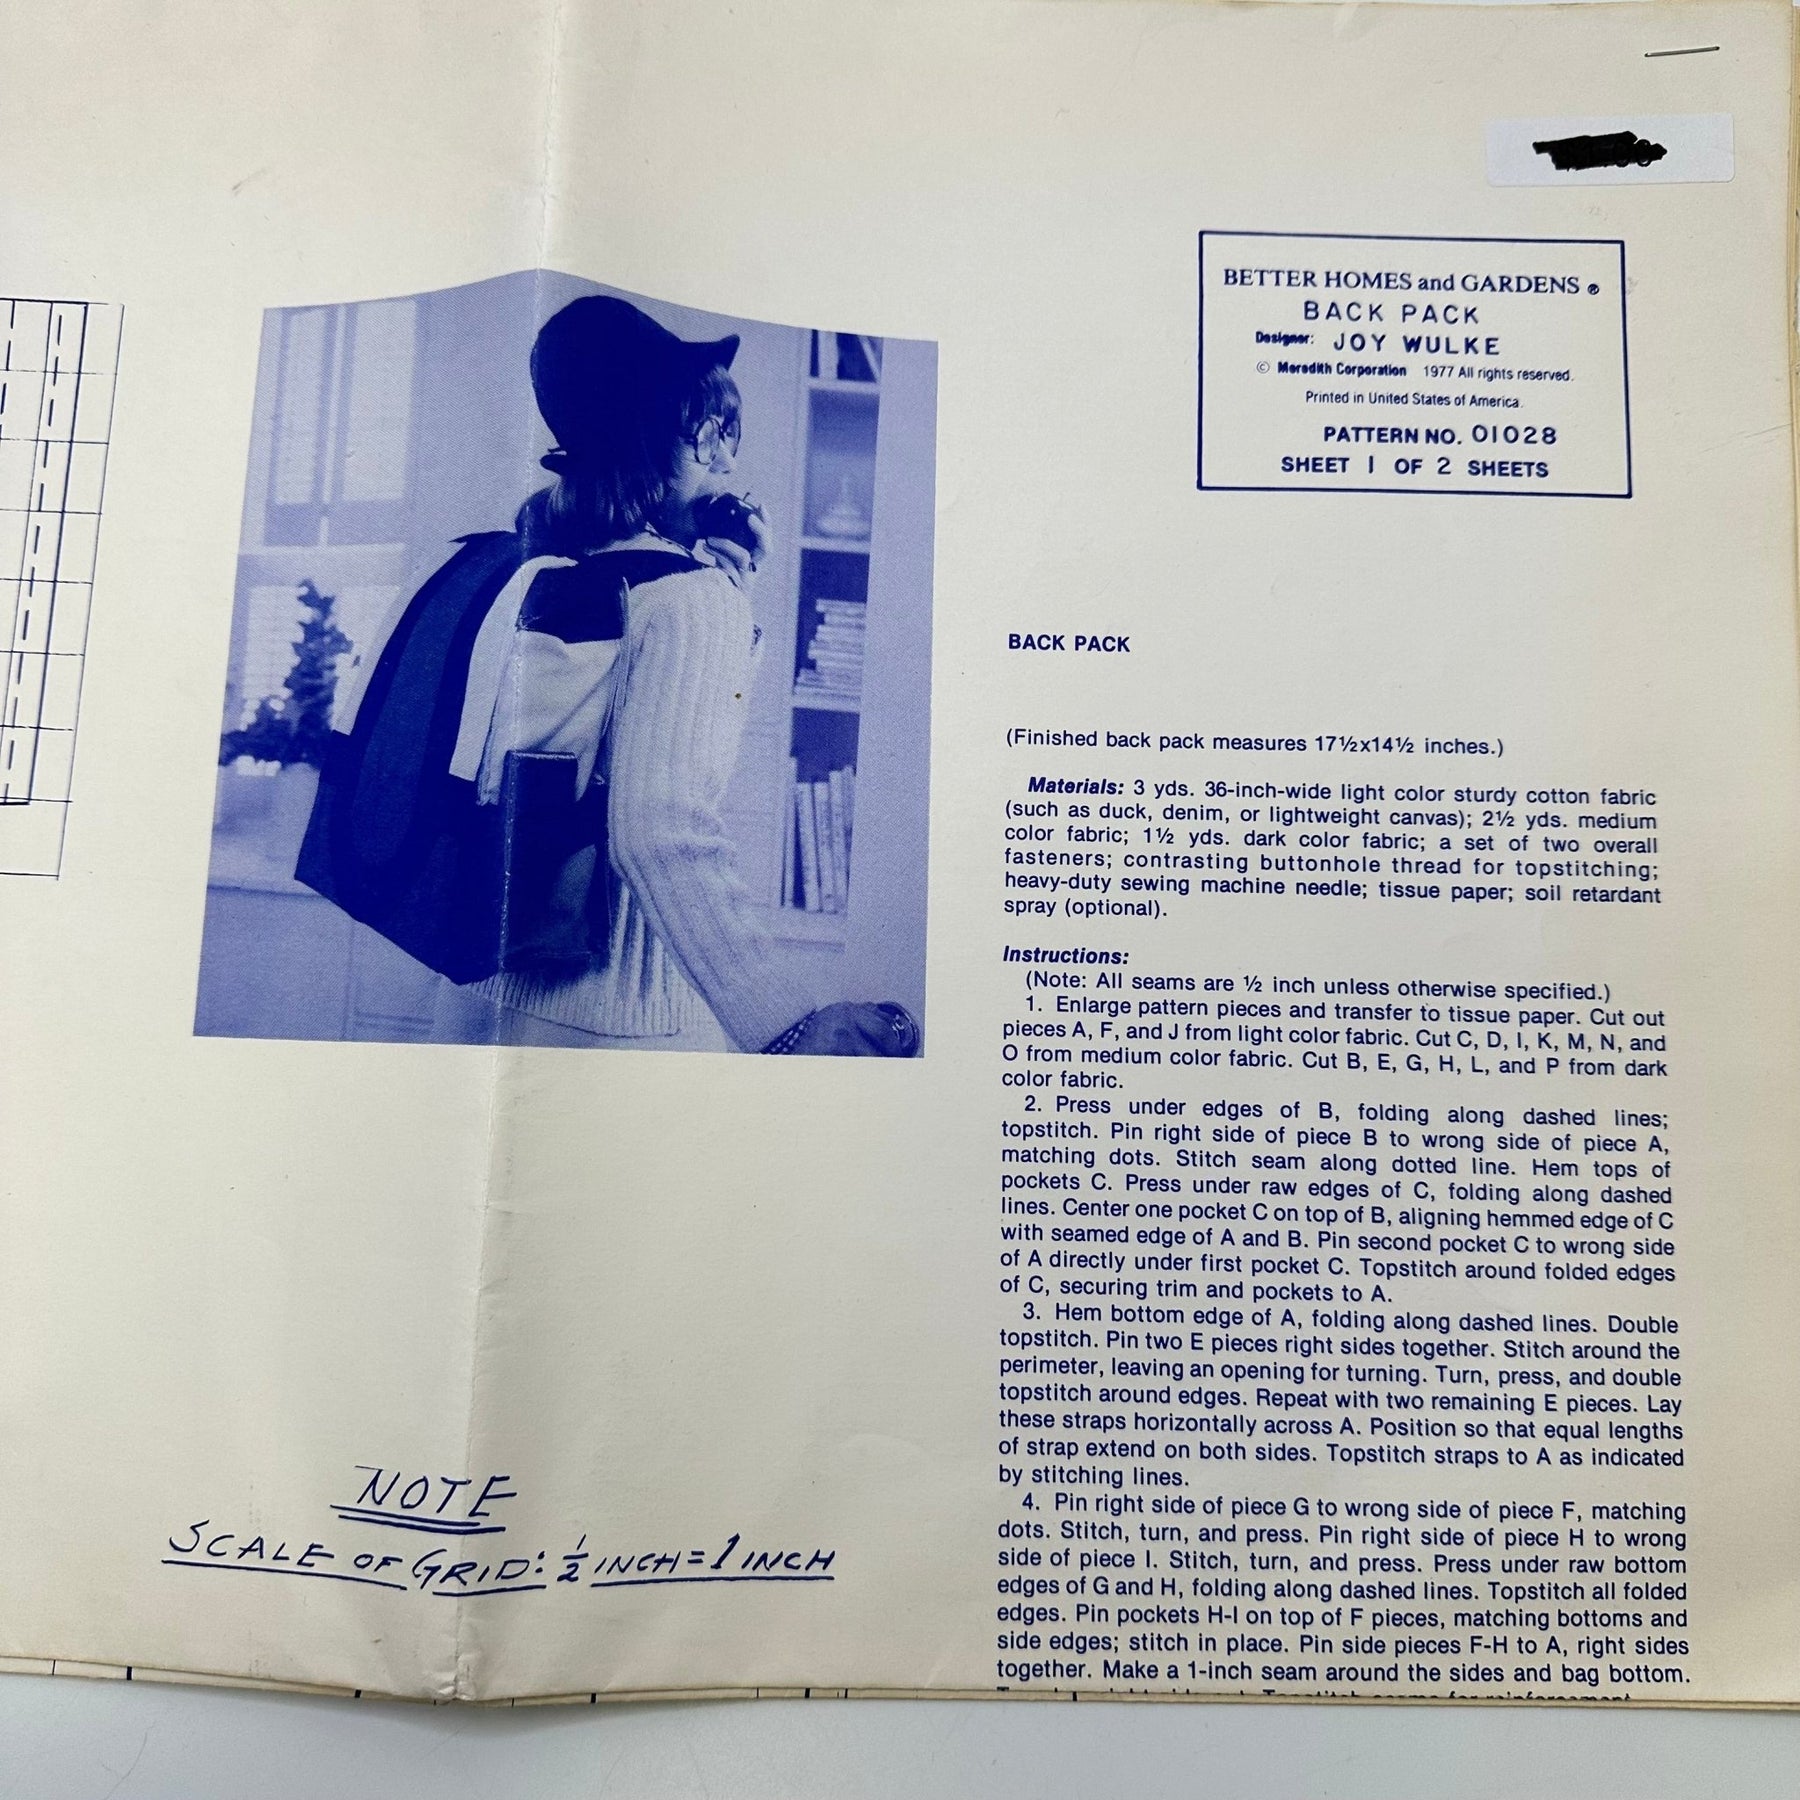 BETTER HOMES and GARDENS ®
BACK PACK
Designer: JOY WULKE
© Meredith Corporation 1977 All rights reserved.
Printed in United States of America.
PATTERN NO. 01028
SHEET 1 OF 2 SHEETS
BACK PACK
(Finished back pack measures 17½x14½ inches.)
Materials: 3 yds. 36-inch-wide light color sturdy cotton fabric
(such as duck, denim, or lightweight canvas); 2½ yds. medium
color fabric; 1½ yds. dark color fabric; a set of two overall
fasteners; contrasting buttonhole thread for topstitching;
heavy-duty sewing machine needle; tissue paper; soil retardant
spray (optional).
Instructions:
(Note: All seams are ½ inch unless otherwise specified.)
1. Enlarge pattern pieces and transfer to tissue paper. Cut out
pieces A, F, and J from light color fabric. Cut C, D, I, K, M, N, and
O from medium color fabric. Cut B, E, G, H, L, and P from dark
color fabric.
2. Press under edges of B, folding along dashed lines;
topstitch. Pin right side of piece B to wrong side of piece A,
matching dots. Stitch seam along dotted line. Hem tops of
pockets C. Press under raw edges of C, folding along dashed
lines. Center one pocket C on top of B, aligning hemmed edge of C
with seamed edge of A and B. Pin second pocket C to wrong side
of A directly under first pocket C. Topstitch around folded edges
of C, securing trim and pockets to A.
3. Hem bottom edge of A, folding along dashed lines. Double
topstitch. Pin two E pieces right sides together. Stitch around the
perimeter, leaving an opening for turning. Turn, press, and double
topstitch around edges. Repeat with two remaining E pieces. Lay
these straps horizontally across A. Position so that equal lengths
of strap extend on both sides. Topstitch straps to A as indicated
by stitching lines.
4. Pin right side of piece G to wrong side of piece F, matching
dots. Stitch, turn, and press. Pin right side of piece H to wrong
side of piece I. Stitch, turn, and press. Press under raw bottom
edges of G and H, folding along dashed lines. Topstitch all folded
edges. Pin pockets H-I on top of F pieces, matching bottoms and
side edges; stitch in place. Pin side pieces F-H to A, right sides
together. Make a 1-inch seam around the sides and bag bottom.
NOTE
SCALE OF GRID: ½ INCH = 1 INCH